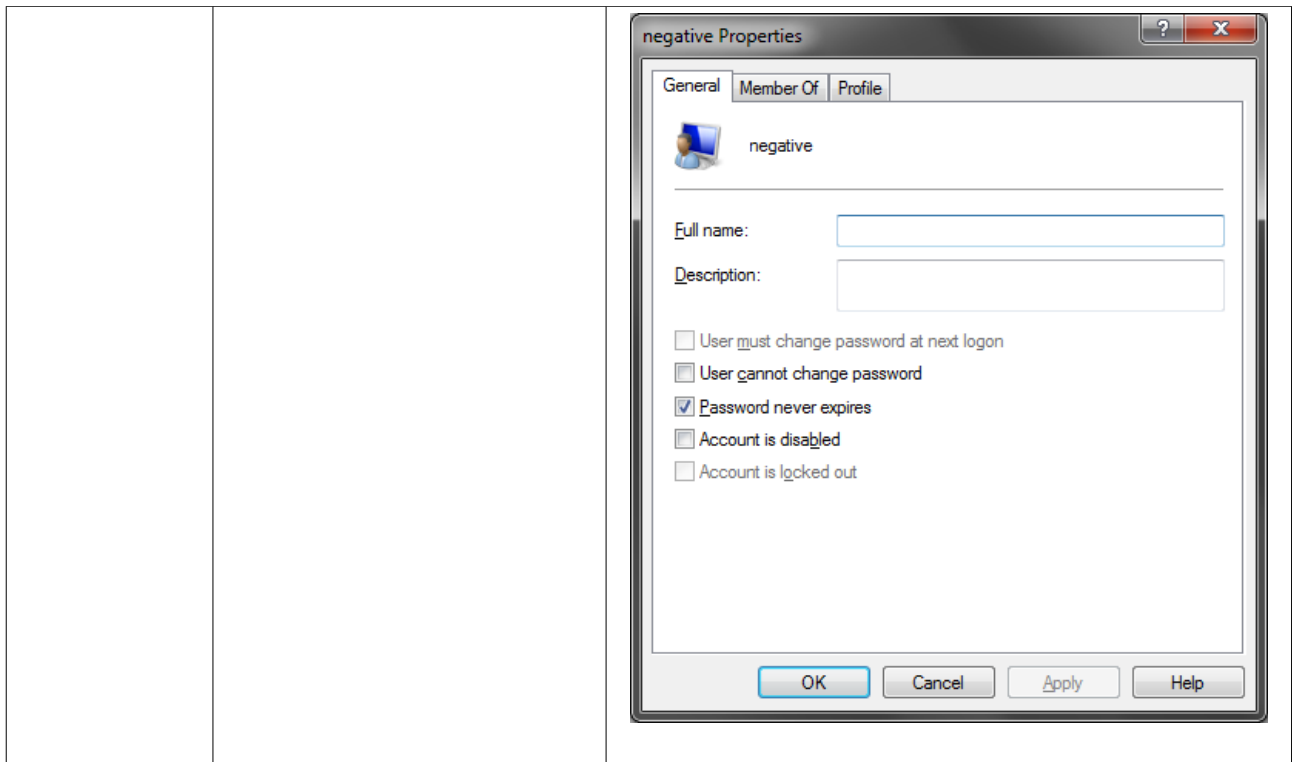 negative Properties
?
General Member Of Profile
negative
Full name:
Description:
User must change password at next logon
User cannot change password
Password never expires
Account is disabled
Account is locked out
OK Cancel Apply Help